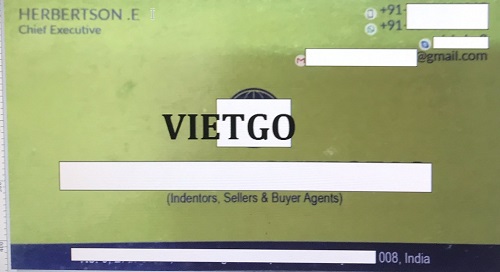 HERBERTSON .E
Chief Executive
+91-
+91-
@gmail.com
VIETGO
(Indentors, Sellers & Buyer Agents)
008, India